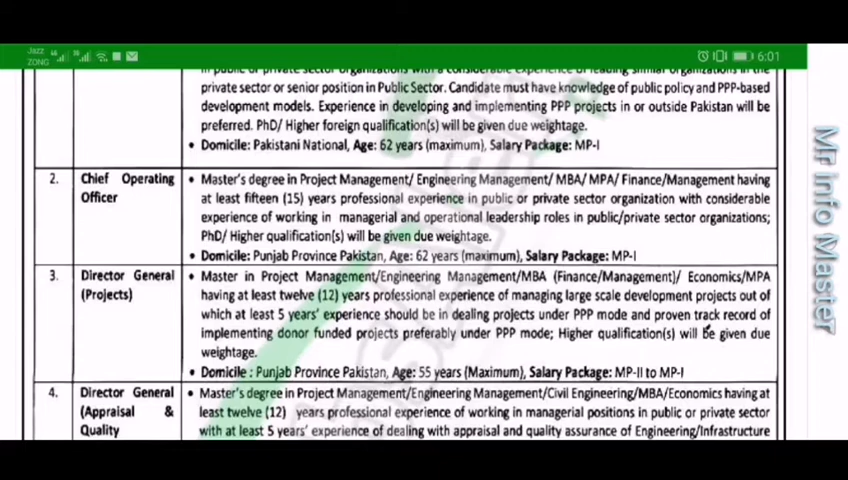 Jazz
ZONG
6:01
in public or private sector organizations with a considerable experience of leading similar organizations in the
private sector or senior position in Public Sector. Candidate must have knowledge of public policy and PPP-based
development models. Experience in developing and implementing PPP projects in or outside Pakistan will be
preferred. PhD/ Higher foreign qualification(s) will be given due weightage.
• Domicile: Pakistani National, Age: 62 years (maximum), Salary Package: MP-I
2. Chief Operating Officer
• Master's degree in Project Management/ Engineering Management/ MBA/ MPA/ Finance/Management having
at least fifteen (15) years professional experience in public or private sector organization with considerable
experience of working in managerial and operational leadership roles in public/private sector organizations;
PhD/ Higher qualification(s) will be given due weightage.
• Domicile: Punjab Province Pakistan, Age: 62 years (maximum), Salary Package: MP-I
3. Director General (Projects)
• Master in Project Management/Engineering Management/MBA (Finance/Management)/ Economics/MPA
having at least twelve (12) years professional experience of managing large scale development projects out of
which at least 5 years' experience should be in dealing projects under PPP mode and proven track record of
implementing donor funded projects preferably under PPP mode; Higher qualification(s) will be given due
weightage.
• Domicile : Punjab Province Pakistan, Age: 55 years (Maximum), Salary Package: MP-II to MP-I
4. Director General (Appraisal & Quality
• Master's degree in Project Management/Engineering Management/Civil Engineering/MBA/Economics having at
least twelve (12) years professional experience of working in managerial positions in public or private sector
with at least 5 years' experience of dealing with appraisal and quality assurance of Engineering/Infrastructure
Mr Info Master